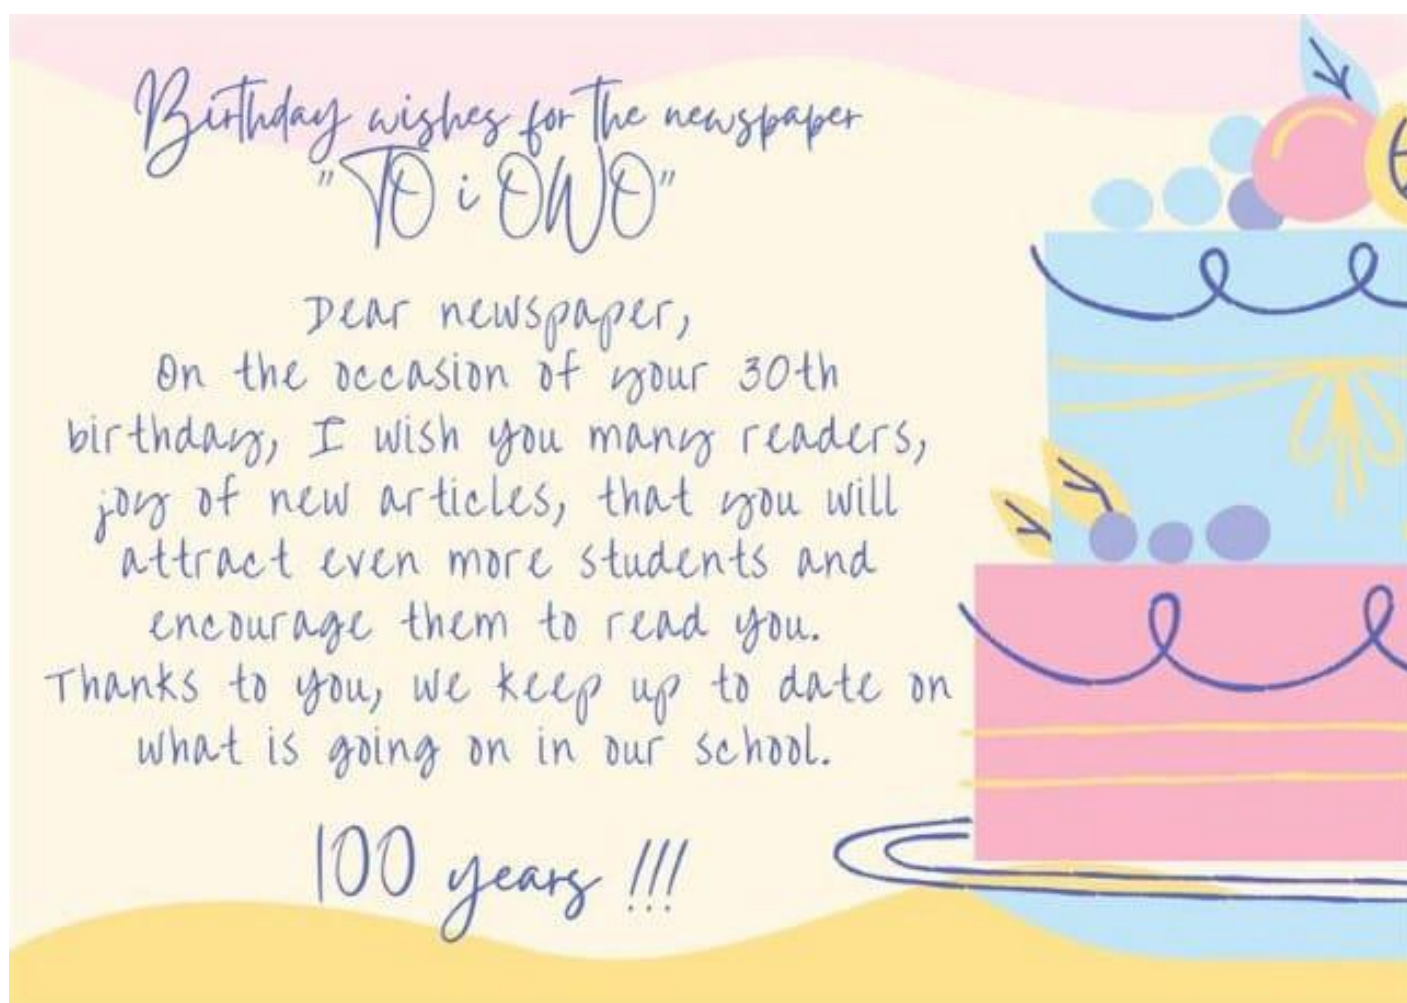 Birthday wishes for the newspaper
"TO i OWO"
Dear newspaper,
On the occasion of your 30th
birthday, I wish you many readers,
joy of new articles, that you will
attract even more students and
encourage them to read you.
Thanks to you, we keep up to date on
what is going on in our school.
100 years !!!